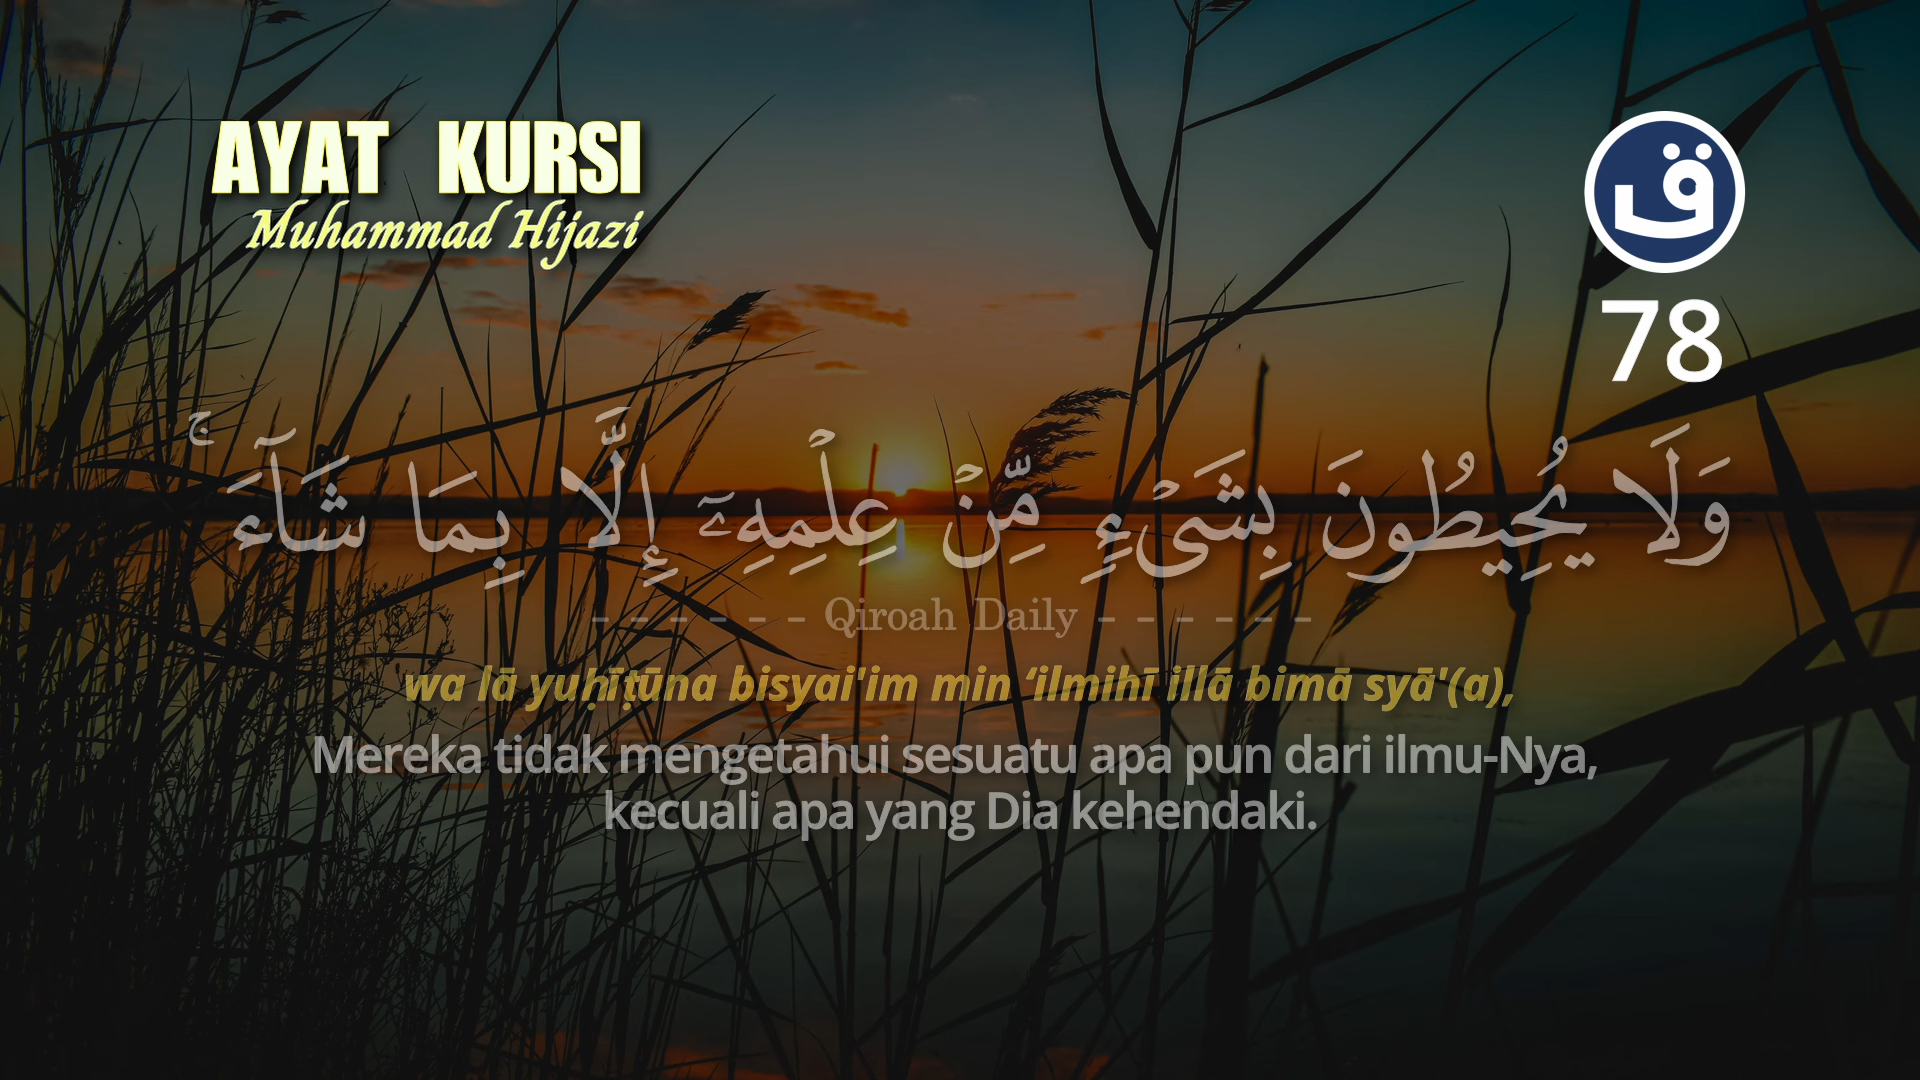 AYAT KURSI
Muhammad Hijazi
ق
78
وَلَا يُحِيطُونَ بِشَىْءٍ مِّنْ عِلْمِهِۦٓ إِلَّا بِمَا شَآءَ ۚ
- - - - - - Qiroah Daily - - - - - -
wa lā yuḥīṭūna bisyai'im min ‘ilmihī illā bimā syā'(a),
Mereka tidak mengetahui sesuatu apa pun dari ilmu-Nya,
kecuali apa yang Dia kehendaki.